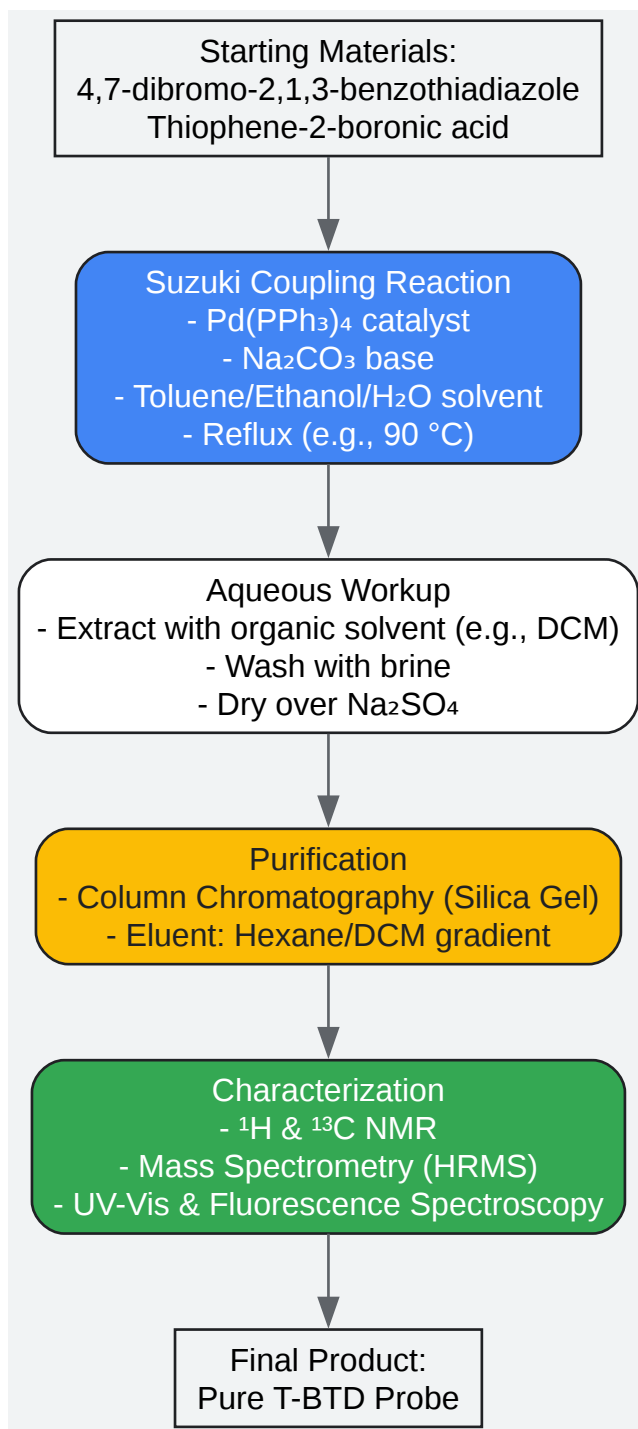 Starting Materials:
4,7-dibromo-2,1,3-benzothiadiazole
Thiophene-2-boronic acid
Suzuki Coupling Reaction
- Pd(PPh₃)₄ catalyst
- Na₂CO₃ base
- Toluene/Ethanol/H₂O solvent
- Reflux (e.g., 90 °C)
Aqueous Workup
- Extract with organic solvent (e.g., DCM)
- Wash with brine
- Dry over Na₂SO₄
Purification
- Column Chromatography (Silica Gel)
- Eluent: Hexane/DCM gradient
Characterization
- ¹H & ¹³C NMR
- Mass Spectrometry (HRMS)
- UV-Vis & Fluorescence Spectroscopy
Final Product:
Pure T-BTD Probe